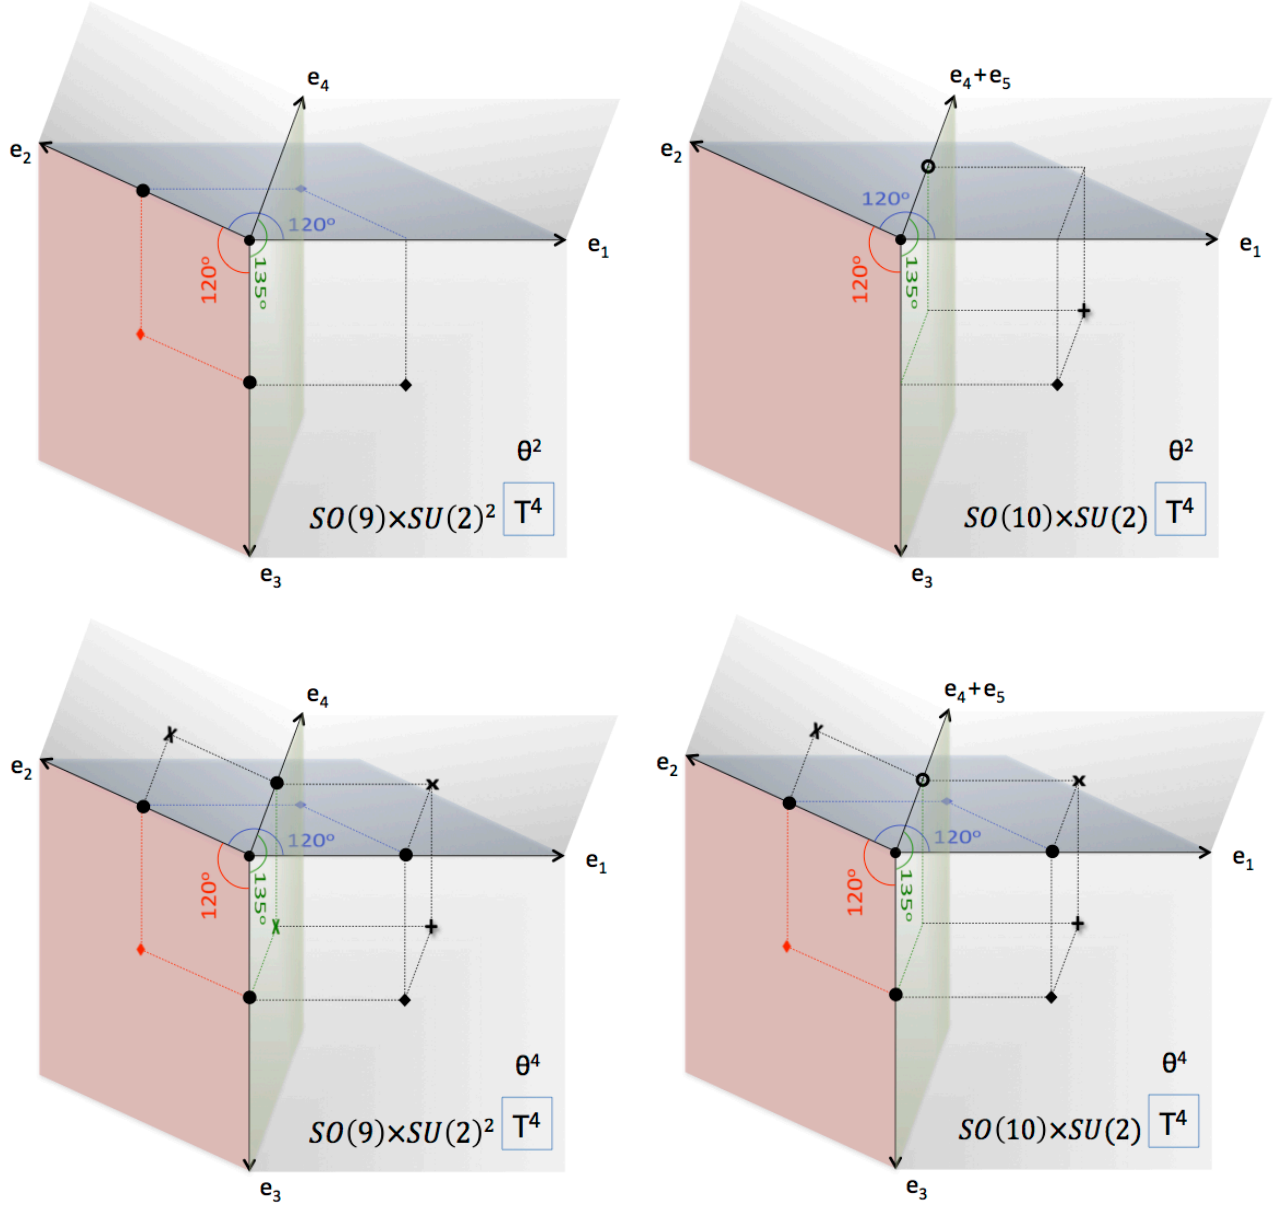 e₄
e₂
120°
e₁
120°
135°
θ²
SO(9)×SU(2)² T⁴
e₃
e₄+e₅
e₂
120°
e₁
120°
135°
θ²
SO(10)×SU(2) T⁴
e₃
e₄
e₂
120°
e₁
120°
135°
θ⁴
SO(9)×SU(2)² T⁴
e₃
e₄+e₅
e₂
120°
e₁
120°
135°
θ⁴
SO(10)×SU(2) T⁴
e₃